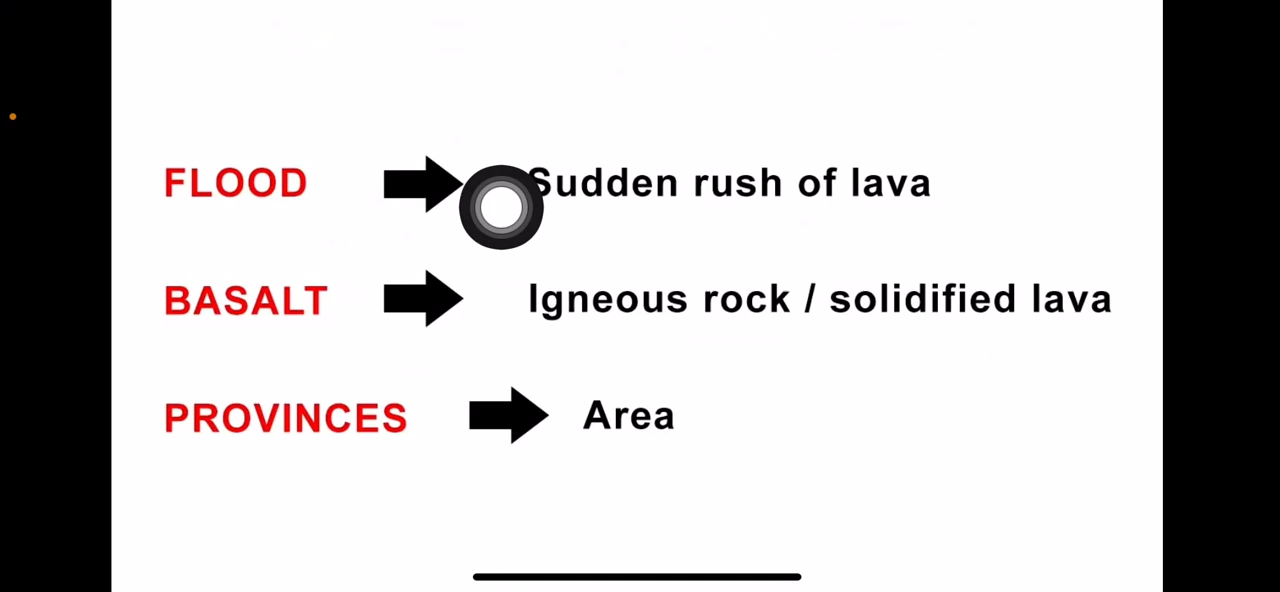 FLOOD Sudden rush of lava
BASALT Igneous rock / solidified lava
PROVINCES Area